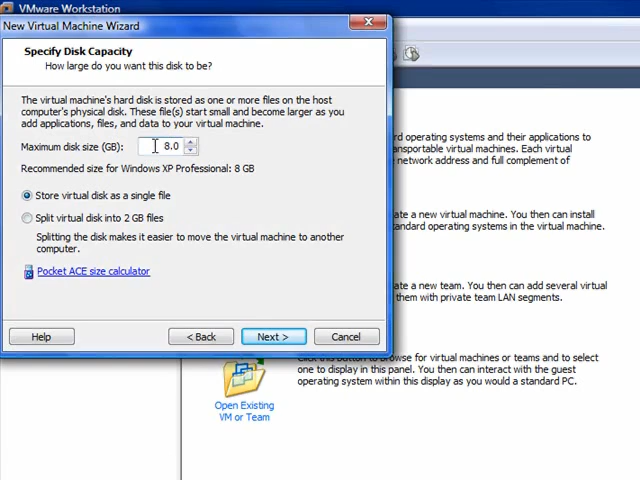 VMware Workstation
New Virtual Machine Wizard
Specify Disk Capacity
How large do you want this disk to be?
The virtual machine's hard disk is stored as one or more files on the host
computer's physical disk. These file(s) start small and become larger as you
add applications, files, and data to your virtual machine.
Maximum disk size (GB): 8.0
Recommended size for Windows XP Professional: 8 GB
Store virtual disk as a single file
Split virtual disk into 2 GB files
Splitting the disk makes it easier to move the virtual machine to another
computer.
Pocket ACE size calculator
Help < Back Next > Cancel
rd operating systems and their applications to
transportable virtual machines. Each virtual
network address and full complement of
ate a new virtual machine. You then can install
standard operating systems in the virtual machine.
ate a new team. You then can add several virtual
them with private team LAN segments.
Click this button to browse for virtual machines or teams and to select
one to display in this panel. You then can interact with the guest
operating system within this display as you would a standard PC.
Open Existing
VM or Team